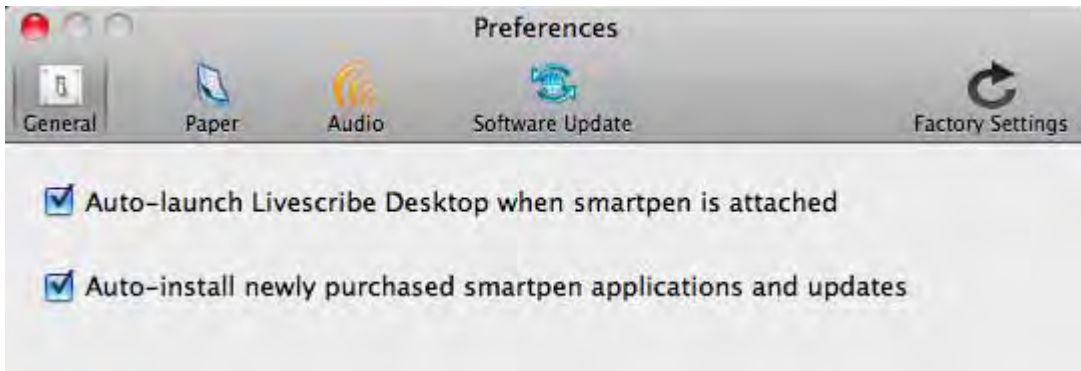 Preferences
General Paper Audio Software Update Factory Settings
Auto-launch Livescribe Desktop when smartpen is attached
Auto-install newly purchased smartpen applications and updates